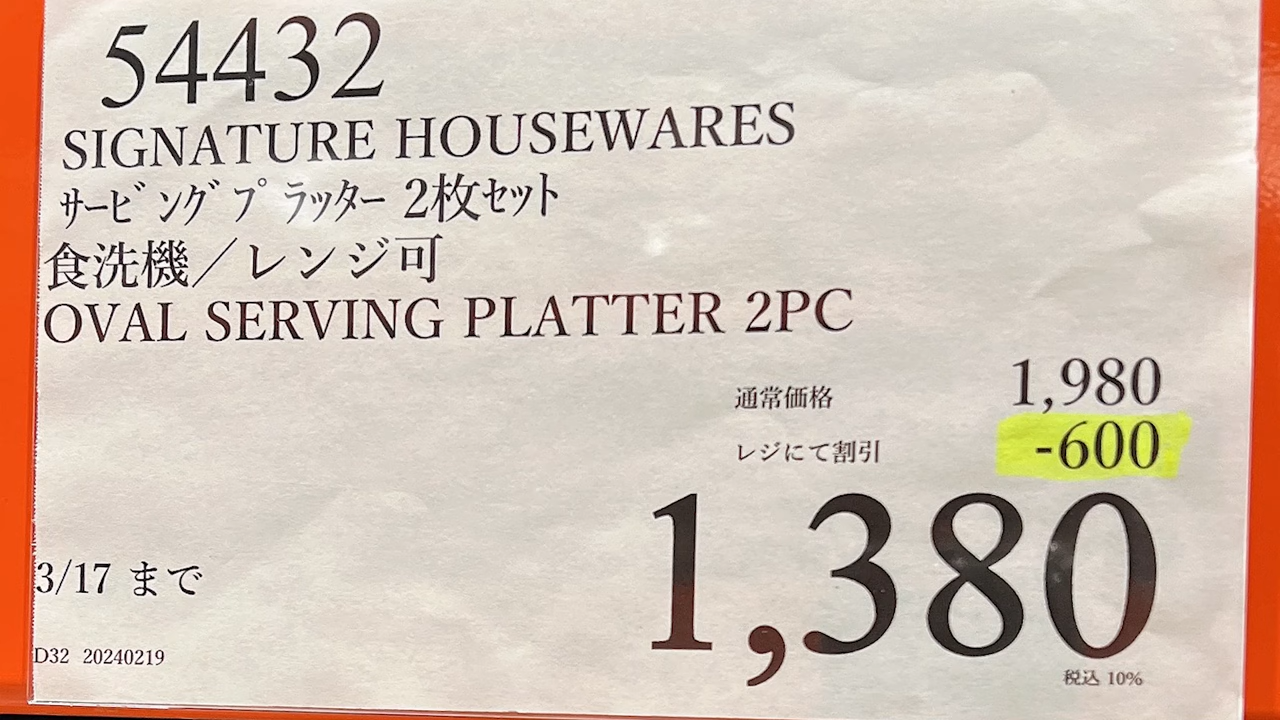 54432
SIGNATURE HOUSEWARES
ｻｰﾋﾞﾝｸﾞﾌﾟﾗｯﾀｰ 2枚ｾｯﾄ
食洗機／レンジ可
OVAL SERVING PLATTER 2PC
通常価格 1,980
レジにて割引 -600
1,380
税込 10%
3/17 まで
D32 20240219